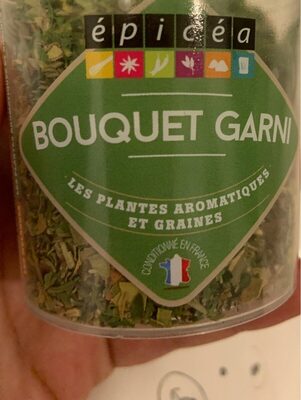 épicéa
BOUQUET GARNI
LES PLANTES AROMATIQUES
ET GRAINES
CONDITIONNÉ EN FRANCE